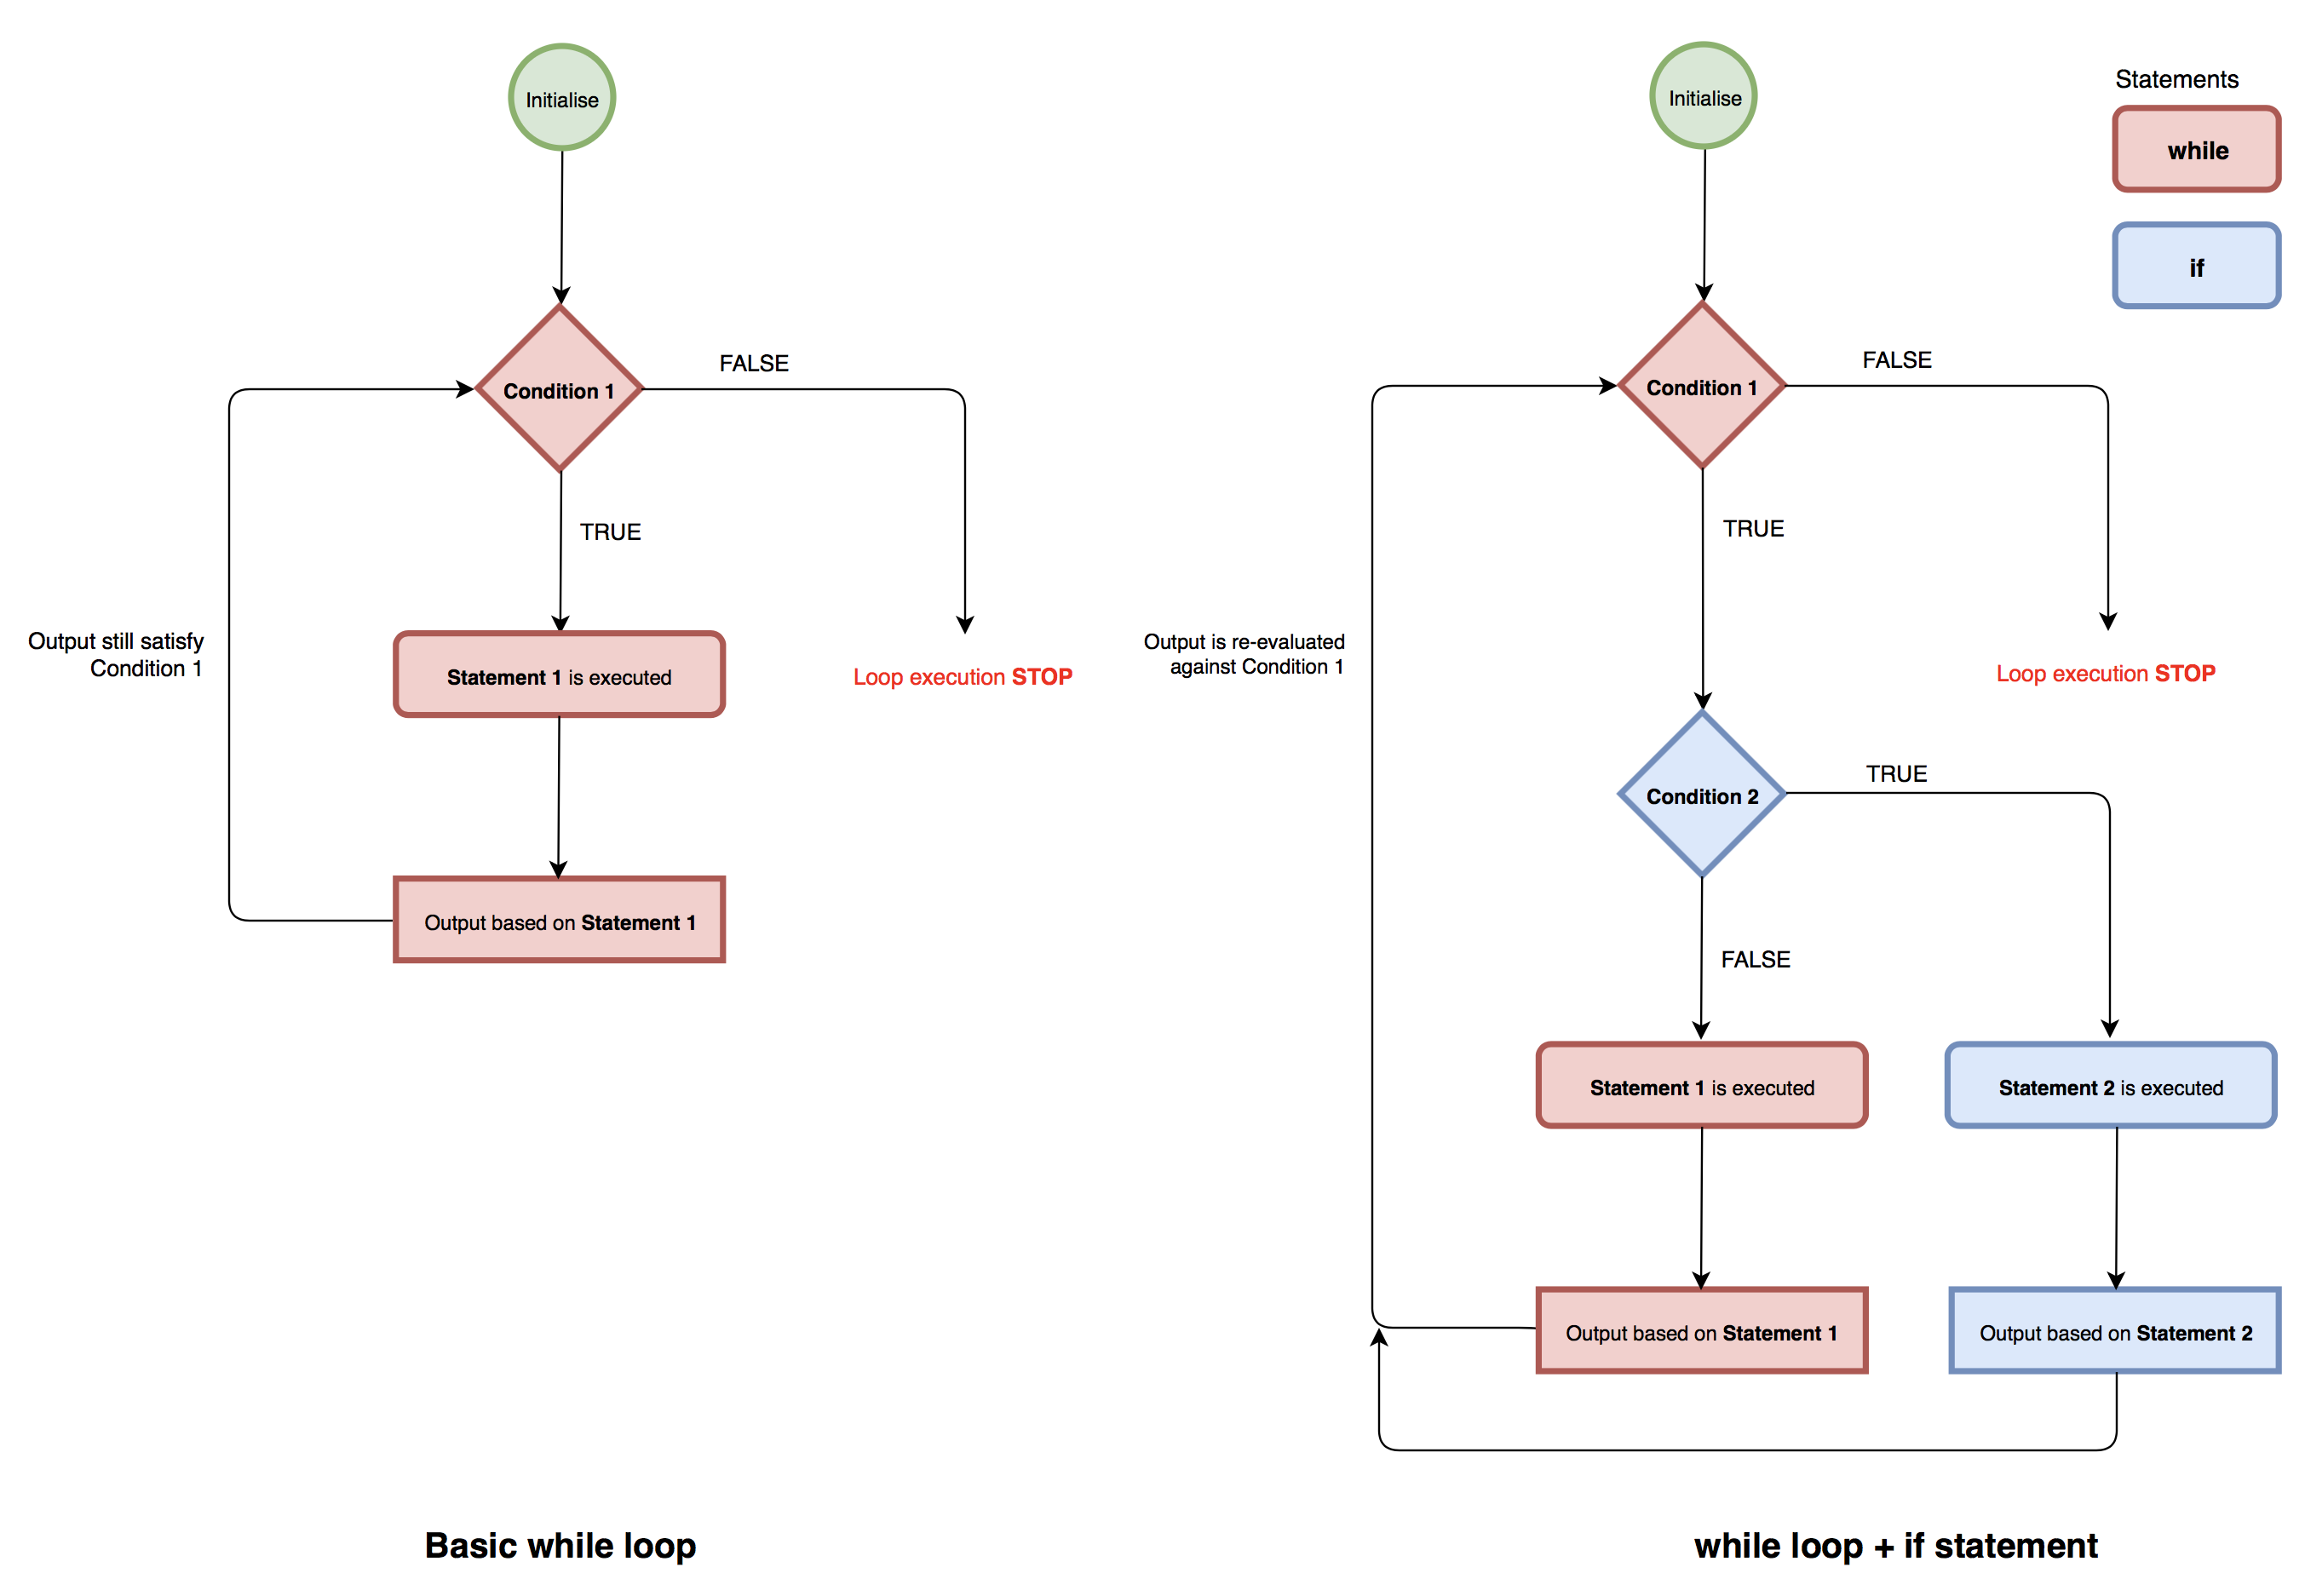 Initialise
Condition 1
FALSE
TRUE
Output still satisfy
Condition 1
Statement 1 is executed
Loop execution STOP
Output based on Statement 1
Basic while loop
Initialise
Statements
while
if
Condition 1
FALSE
TRUE
Output is re-evaluated
against Condition 1
Loop execution STOP
Condition 2
TRUE
FALSE
Statement 1 is executed
Statement 2 is executed
Output based on Statement 1
Output based on Statement 2
while loop + if statement